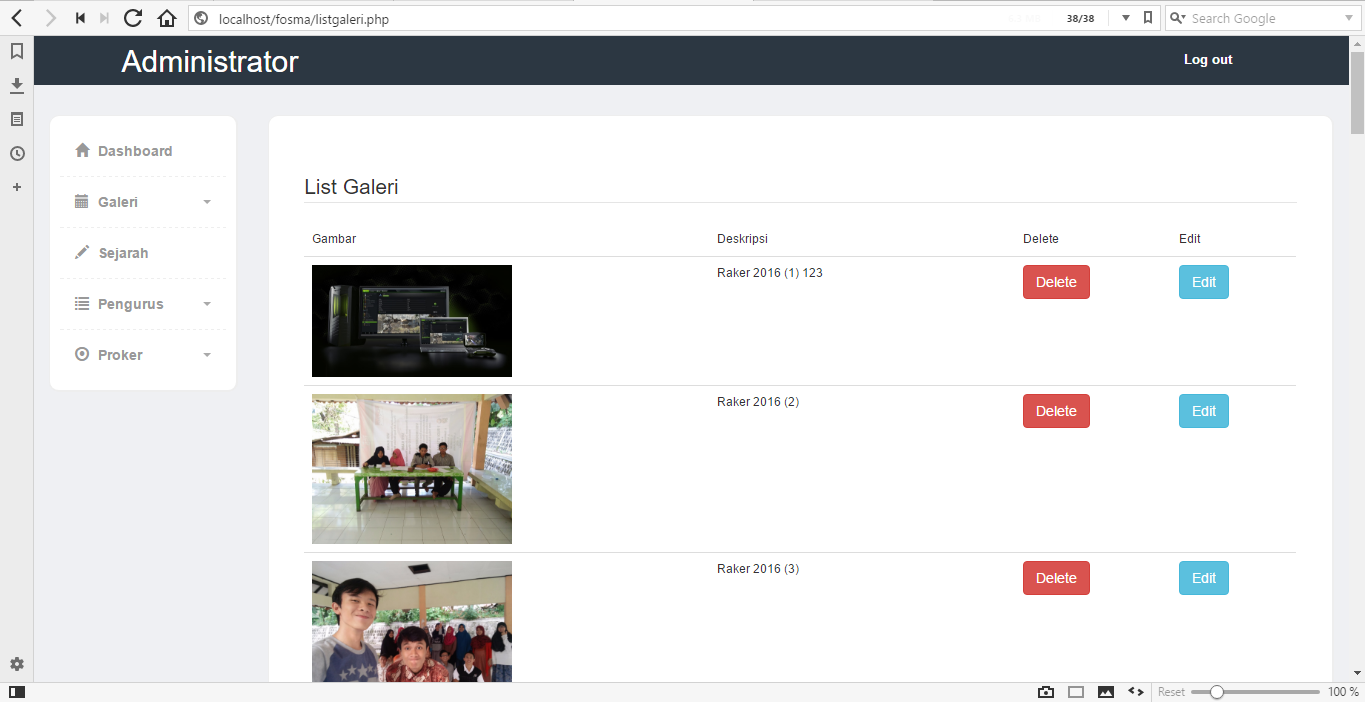 localhost/fosma/listgaleri.php
38/38
Search Google
Administrator
Log out
Dashboard
Galeri
Sejarah
Pengurus
Proker
List Galeri
Gambar Deskripsi Delete Edit
Raker 2016 (1) 123 Delete Edit
Raker 2016 (2) Delete Edit
Raker 2016 (3) Delete Edit
Reset 100 %